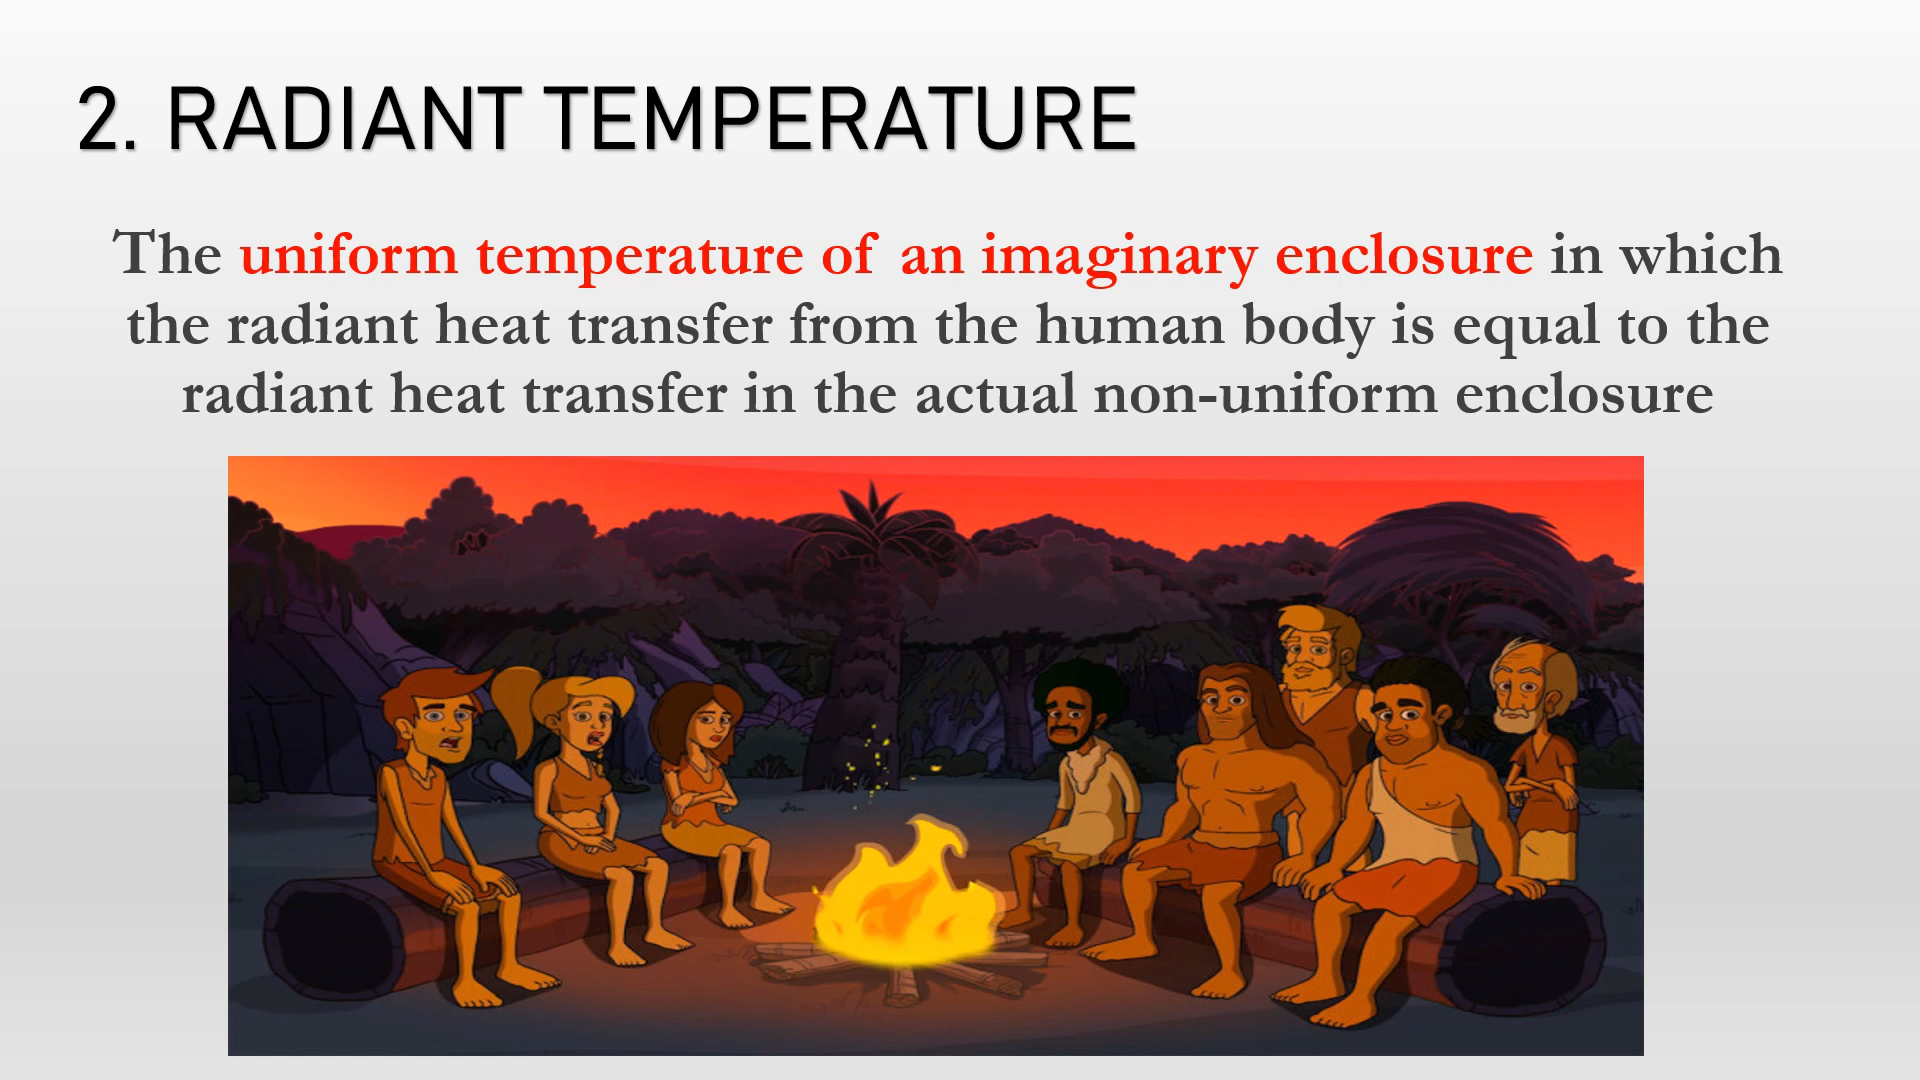 2. RADIANT TEMPERATURE
The uniform temperature of an imaginary enclosure in which
the radiant heat transfer from the human body is equal to the
radiant heat transfer in the actual non-uniform enclosure